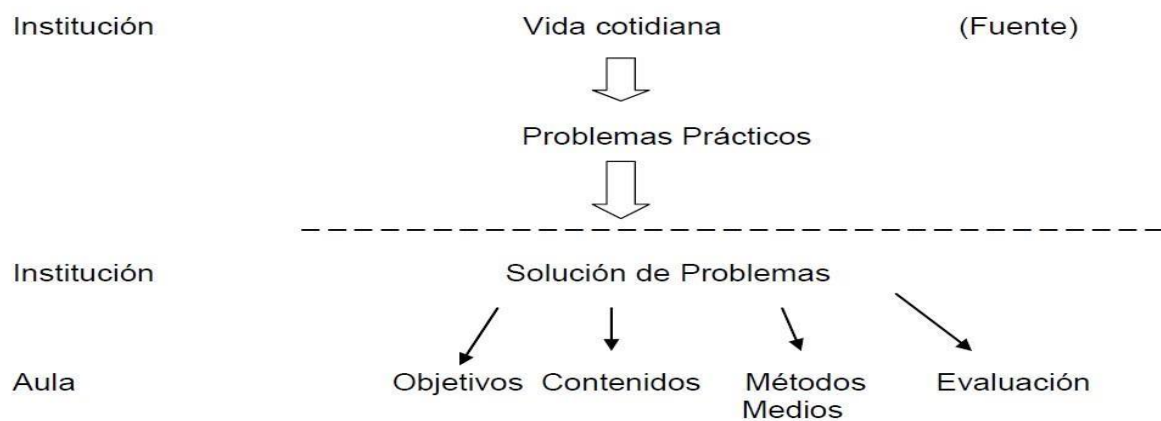 Institución Vida cotidiana (Fuente)
Problemas Prácticos
Institución Solución de Problemas
Aula Objetivos Contenidos Métodos Evaluación
Medios